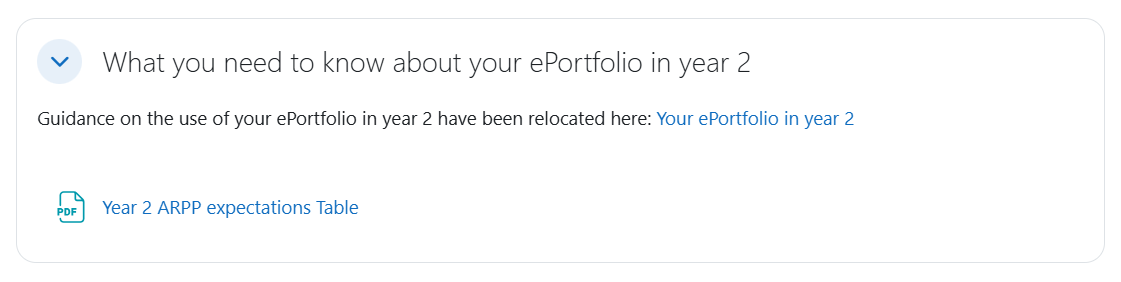 What you need to know about your ePortfolio in year 2
Guidance on the use of your ePortfolio in year 2 have been relocated here: Your ePortfolio in year 2
PDF
Year 2 ARPP expectations Table